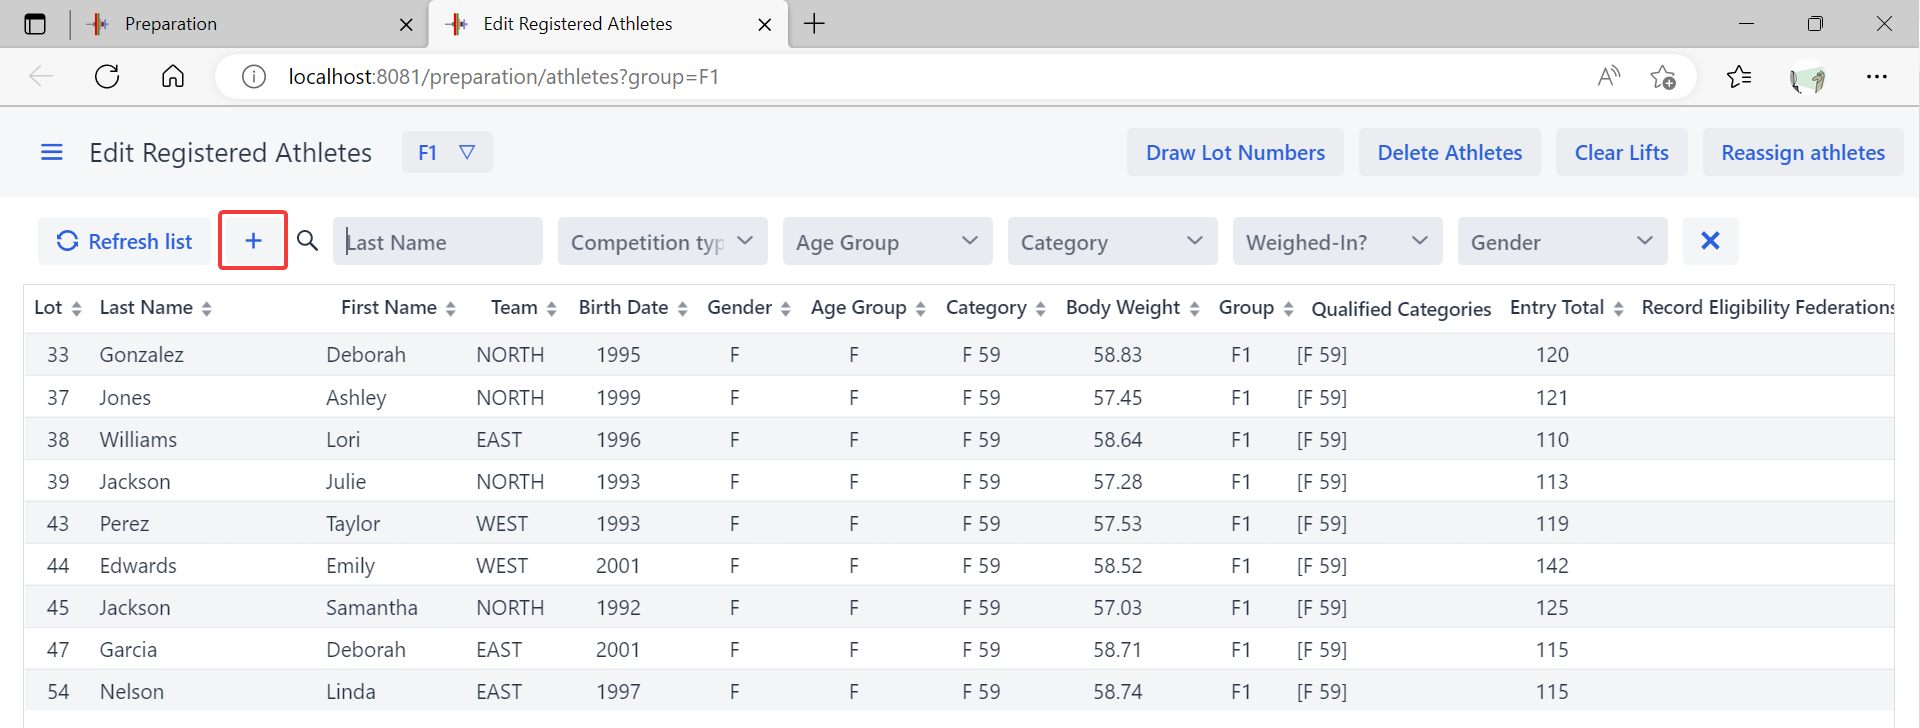 Preparation Edit Registered Athletes
localhost:8081/preparation/athletes?group=F1
Edit Registered Athletes F1 Draw Lot Numbers Delete Athletes Clear Lifts Reassign athletes
Refresh list + Last Name Competition typ Age Group Category Weighed-In? Gender
Lot Last Name First Name Team Birth Date Gender Age Group Category Body Weight Group Qualified Categories Entry Total Record Eligibility Federations
33 Gonzalez Deborah NORTH 1995 F F F 59 58.83 F1 [F 59] 120
37 Jones Ashley NORTH 1999 F F F 59 57.45 F1 [F 59] 121
38 Williams Lori EAST 1996 F F F 59 58.64 F1 [F 59] 110
39 Jackson Julie NORTH 1993 F F F 59 57.28 F1 [F 59] 113
43 Perez Taylor WEST 1993 F F F 59 57.53 F1 [F 59] 119
44 Edwards Emily WEST 2001 F F F 59 58.52 F1 [F 59] 142
45 Jackson Samantha NORTH 1992 F F F 59 57.03 F1 [F 59] 125
47 Garcia Deborah EAST 2001 F F F 59 58.71 F1 [F 59] 115
54 Nelson Linda EAST 1997 F F F 59 58.74 F1 [F 59] 115